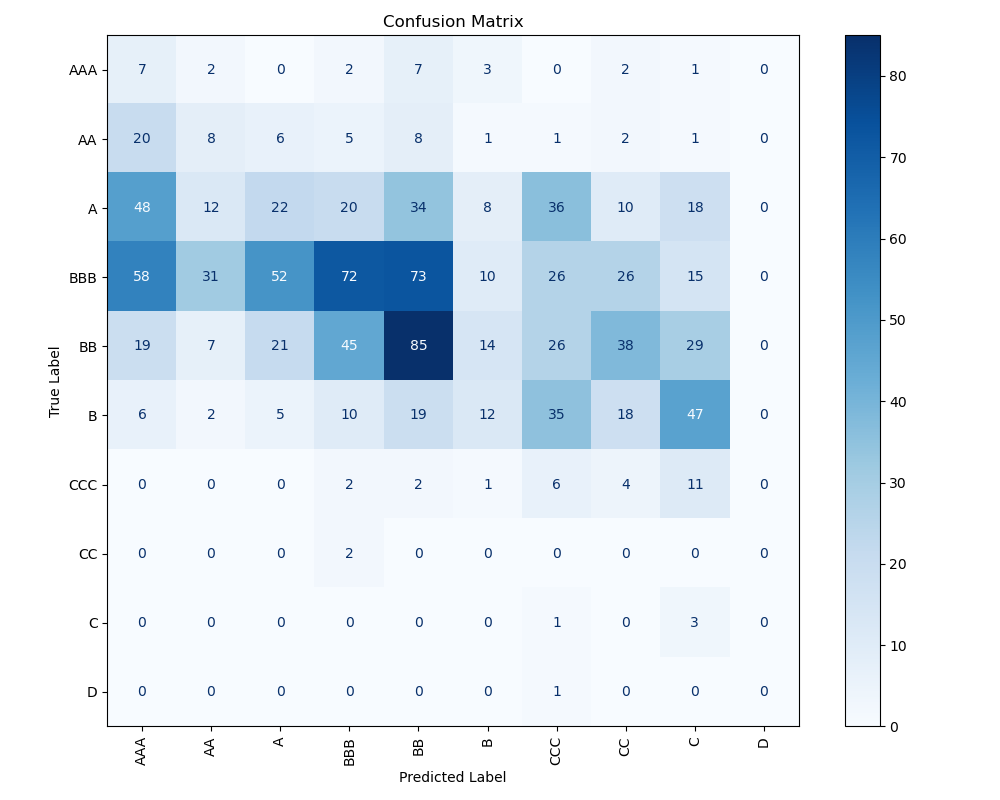 Confusion Matrix
AAA 7 2 0 2 7 3 0 2 1 0
AA 20 8 6 5 8 1 1 2 1 0
A 48 12 22 20 34 8 36 10 18 0
BBB 58 31 52 72 73 10 26 26 15 0
BB 19 7 21 45 85 14 26 38 29 0
B 6 2 5 10 19 12 35 18 47 0
CCC 0 0 0 2 2 1 6 4 11 0
CC 0 0 0 2 0 0 0 0 0 0
C 0 0 0 0 0 0 1 0 3 0
D 0 0 0 0 0 0 1 0 0 0
AAA AA A BBB BB B CCC CC C D
Predicted Label
True Label
80
70
60
50
40
30
20
10
0